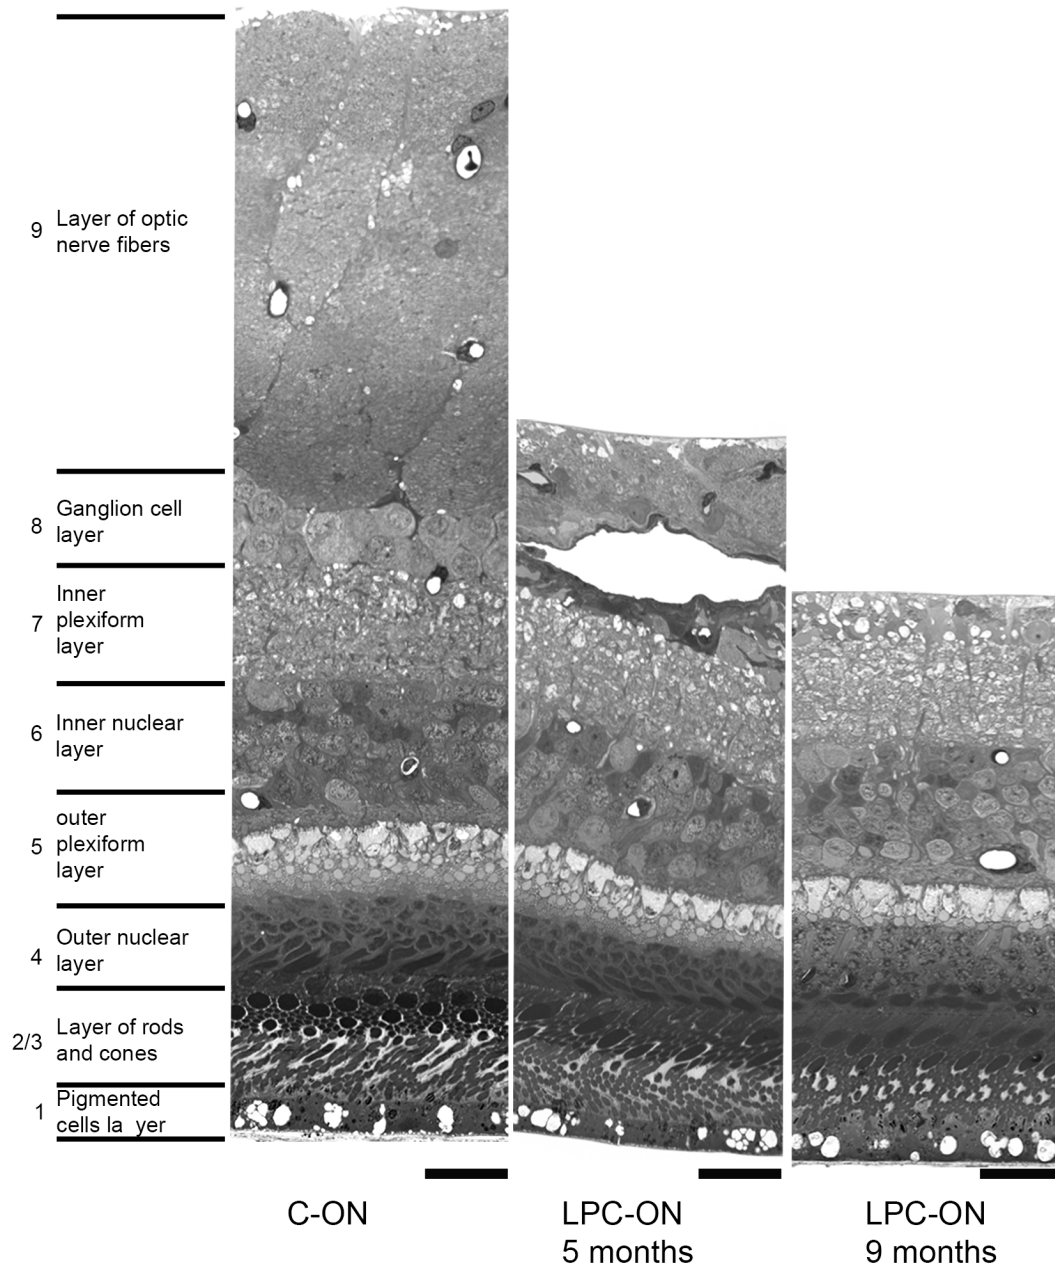 9 Layer of optic
nerve fibers
8 Ganglion cell
layer
7 Inner
plexiform
layer
6 Inner nuclear
layer
5 outer
plexiform
layer
4 Outer nuclear
layer
2/3 Layer of rods
and cones
1 Pigmented
cells la yer
C-ON
LPC-ON
5 months
LPC-ON
9 months